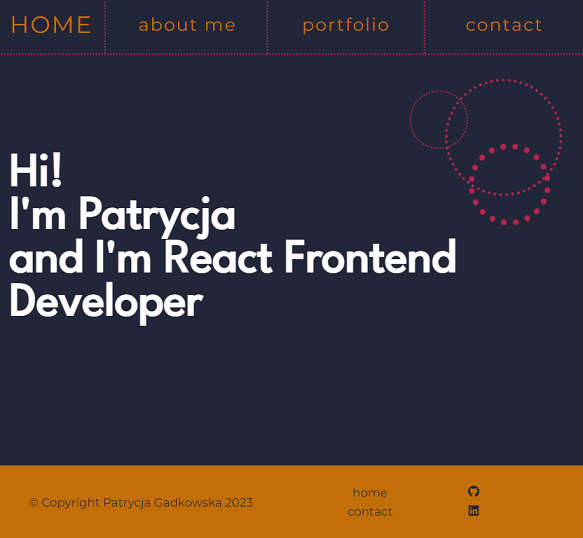 HOME about me portfolio contact
Hi!
I'm Patrycja
and I'm React Frontend
Developer
© Copyright Patrycja Gadkowska 2023
home
contact